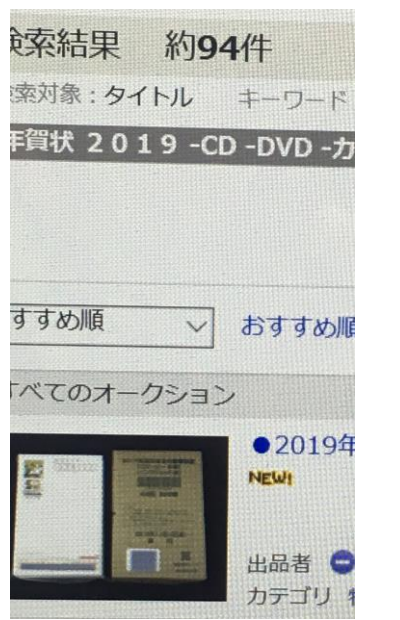 検索結果 約94件
検索対象：タイトル キーワード
年賀状 2019 -CD -DVD -カ
すすめ順
おすすめ順
すべてのオークション
●2019年
NEW!
出品者
カテゴリ